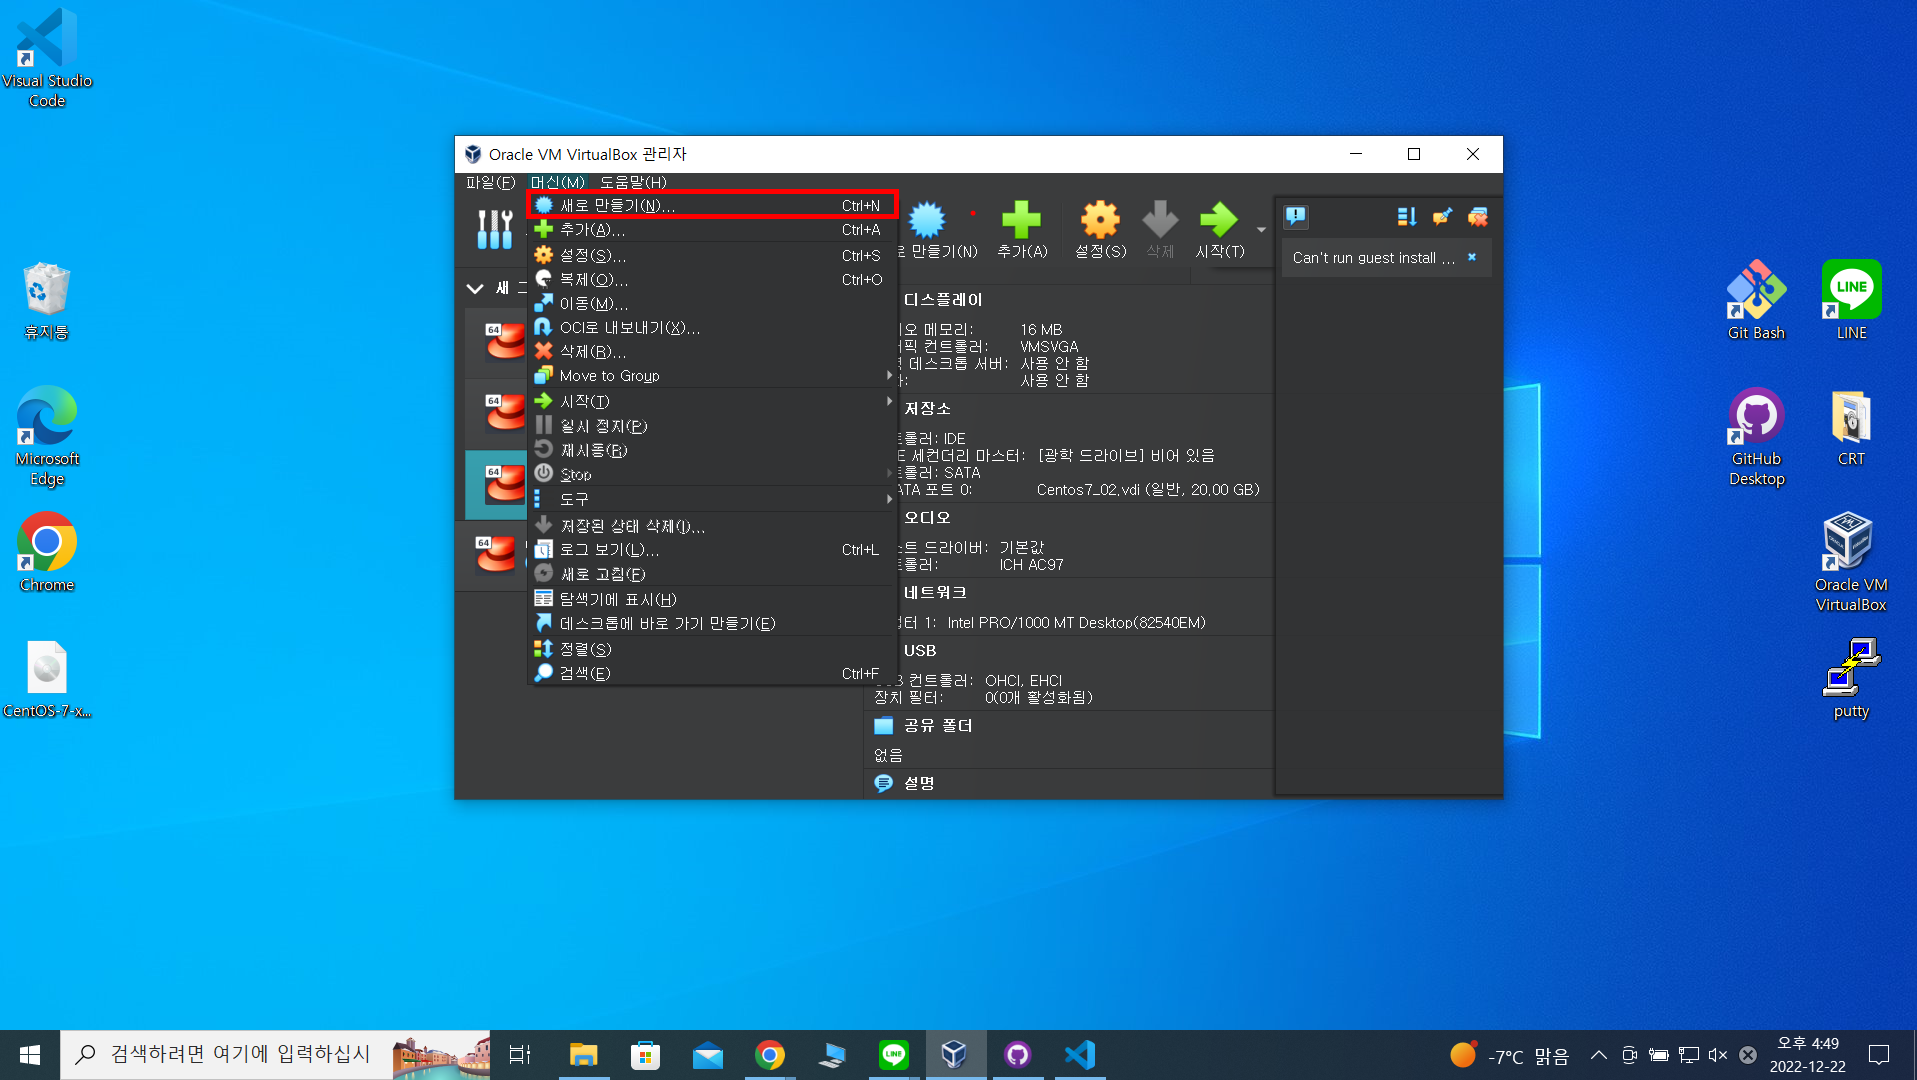 Visual Studio
Code
휴지통
Microsoft
Edge
Chrome
CentOS-7-x...
Oracle VM VirtualBox 관리자
파일(F) 머신(M) 도움말(H)
새로 만들기(N)... Ctrl+N
추가(A)... Ctrl+A
설정(S)... Ctrl+S
복제(O)... Ctrl+O
이동(M)...
OCI로 내보내기(X)...
삭제(R)...
Move to Group
시작(T)
일시 정지(P)
재시동(R)
Stop
도구
저장된 상태 삭제(I)...
로그 보기(L)... Ctrl+L
새로 고침(F)
탐색기에 표시(H)
데스크톱에 바로 가기 만들기(E)
정렬(S)
검색(E) Ctrl+F
새
64
64
64
64
만들기(N) 추가(A) 설정(S) 삭제 시작(T)
Can't run guest install ...
디스플레이
메모리: 16 MB
컨트롤러: VMSVGA
데스크톱 서버: 사용 안 함
사용 안 함
저장소
IDE
세컨더리 마스터: [광학 드라이브] 비어 있음
SATA
포트 0: Centos7_02.vdi (일반, 20.00 GB)
오디오
드라이버: 기본값
ICH AC97
네트워크
1: Intel PRO/1000 MT Desktop(82540EM)
USB
컨트롤러: OHCI, EHCI
장치 필터: 0(0개 활성화됨)
공유 폴더
없음
설명
Git Bash
LINE
LINE
GitHub
Desktop
CRT
Oracle VM
VirtualBox
putty
검색하려면 여기에 입력하십시
LINE
-7°C 맑음
오후 4:49
2022-12-22